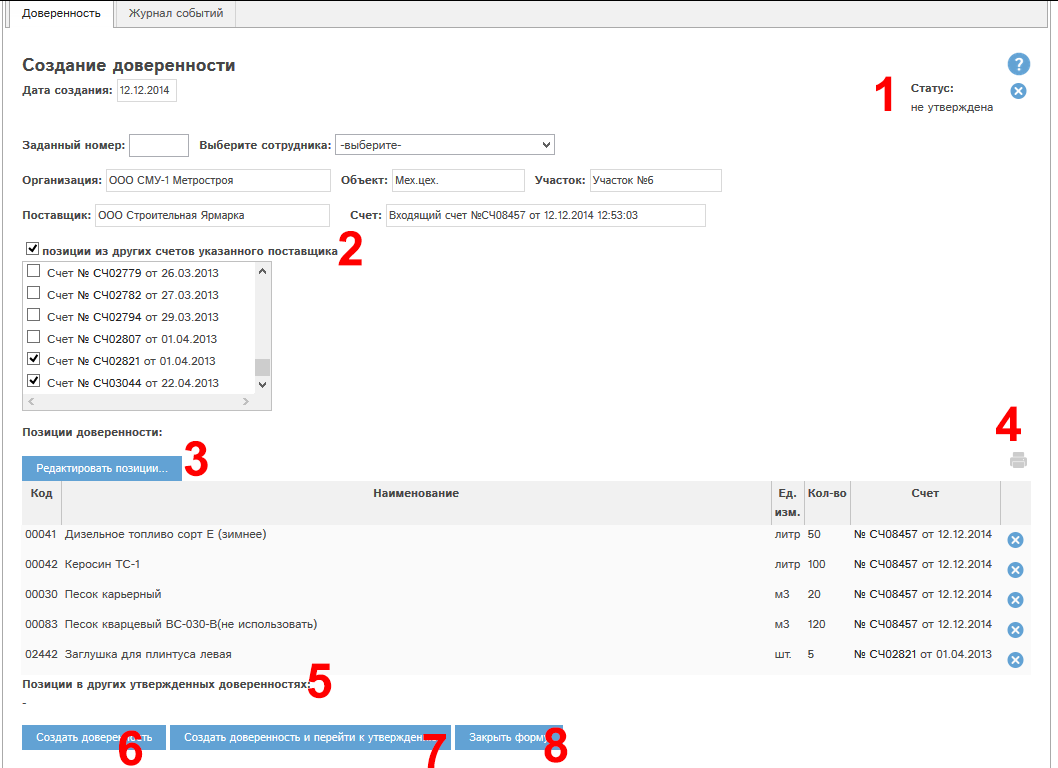 Доверенность Журнал событий
Создание доверенности ?
Дата создания: 12.12.2014 1 Статус:
не утверждена
Заданный номер: Выберите сотрудника: -выберите-
Организация: ООО СМУ-1 Метростроя Объект: Мех.цех. Участок: Участок №6
Поставщик: ООО Строительная Ярмарка Счет: Входящий счет №СЧ08457 от 12.12.2014 12:53:03
позиции из других счетов указанного поставщика 2
Счет № СЧ02779 от 26.03.2013
Счет № СЧ02782 от 27.03.2013
Счет № СЧ02794 от 29.03.2013
Счет № СЧ02807 от 01.04.2013
Счет № СЧ02821 от 01.04.2013
Счет № СЧ03044 от 22.04.2013
Позиции доверенности: 4
Редактировать позиции... 3
Код Наименование Ед. изм. Кол-во Счет
00041 Дизельное топливо сорт Е (зимнее) литр 50 № СЧ08457 от 12.12.2014
00042 Керосин ТС-1 литр 100 № СЧ08457 от 12.12.2014
00030 Песок карьерный м3 20 № СЧ08457 от 12.12.2014
00083 Песок кварцевый ВС-030-В(не использовать) м3 120 № СЧ08457 от 12.12.2014
02442 Заглушка для плинтуса левая шт. 5 № СЧ02821 от 01.04.2013
Позиции в других утвержденных доверенностях: 5
-
Создать доверенность 6 Создать доверенность и перейти к утверждению 7 Закрыть форму 8